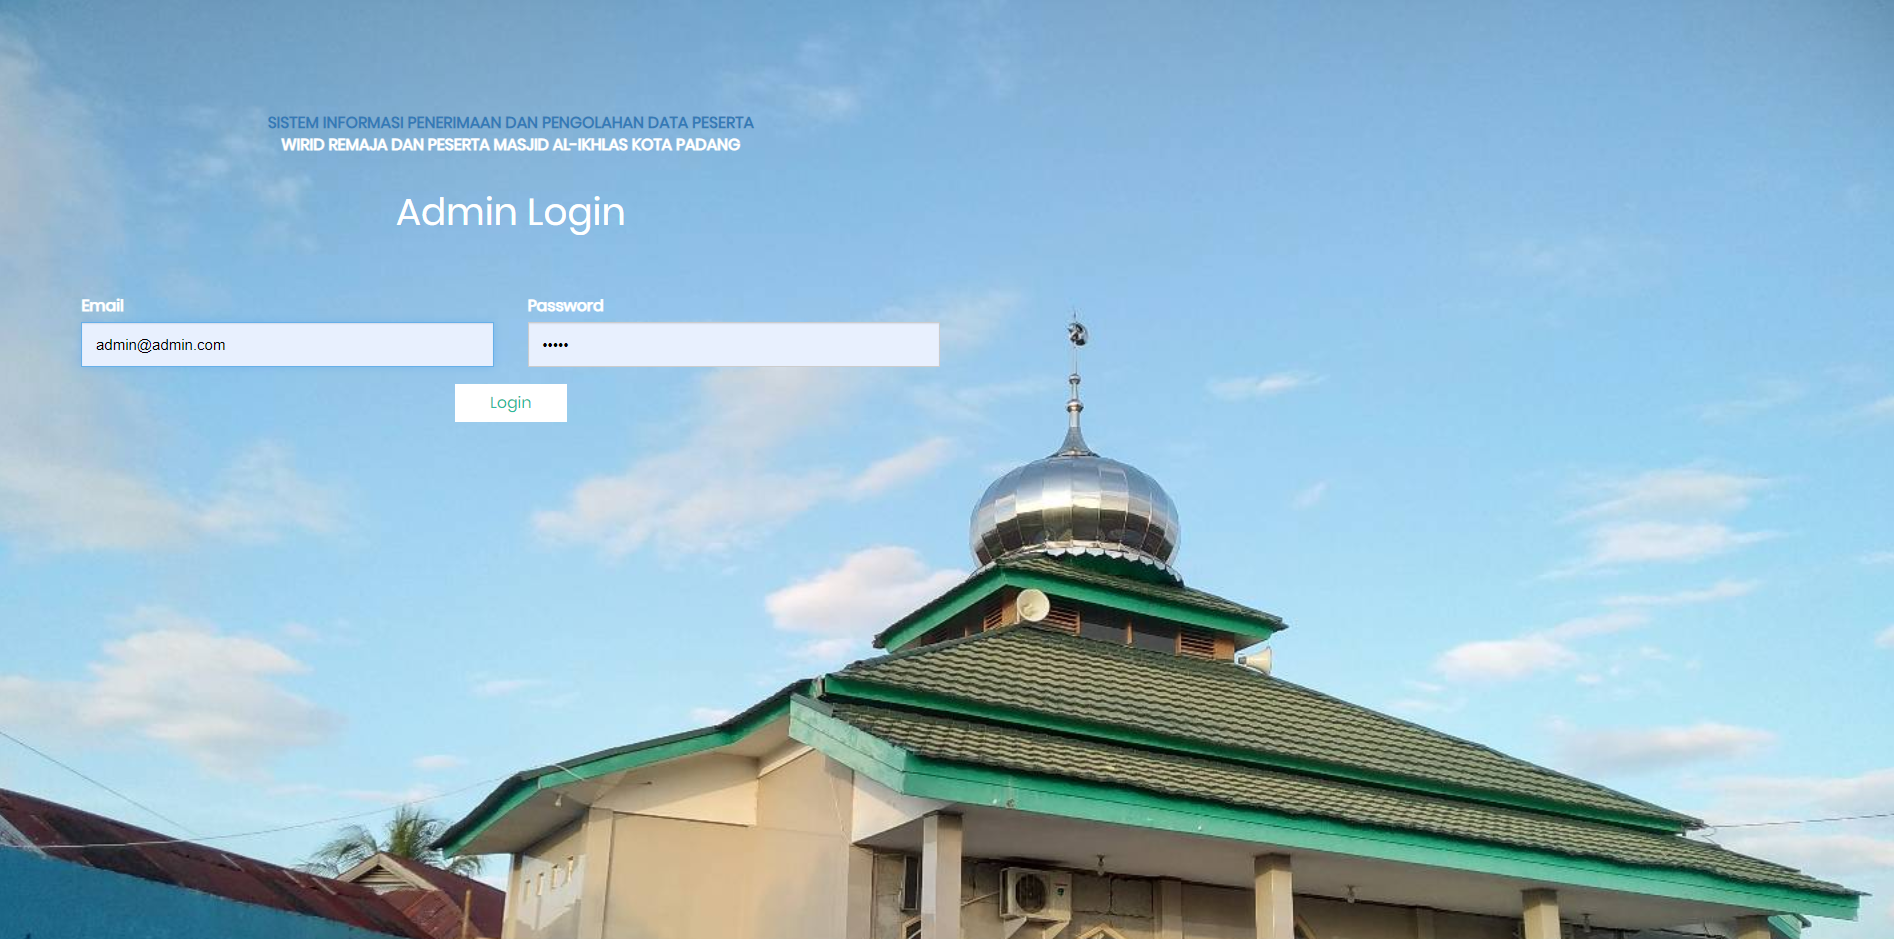 SISTEM INFORMASI PENERIMAAN DAN PENGOLAHAN DATA PESERTA
WIRID REMAJA DAN PESERTA MASJID AL-IKHLAS KOTA PADANG
Admin Login
Email
Password
admin@admin.com
•••••
Login